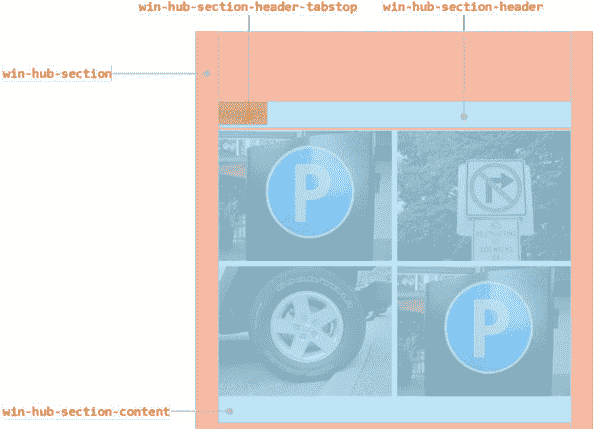 win-hub-section-header-tabstop
win-hub-section-header
win-hub-section
P
P
win-hub-section-content